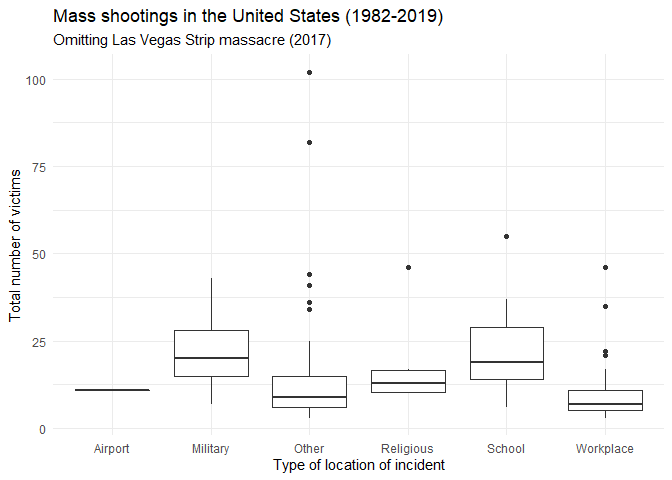 Mass shootings in the United States (1982-2019)
Omitting Las Vegas Strip massacre (2017)
Total number of victims
100
75
50
25
0
Airport Military Other Religious School Workplace
Type of location of incident